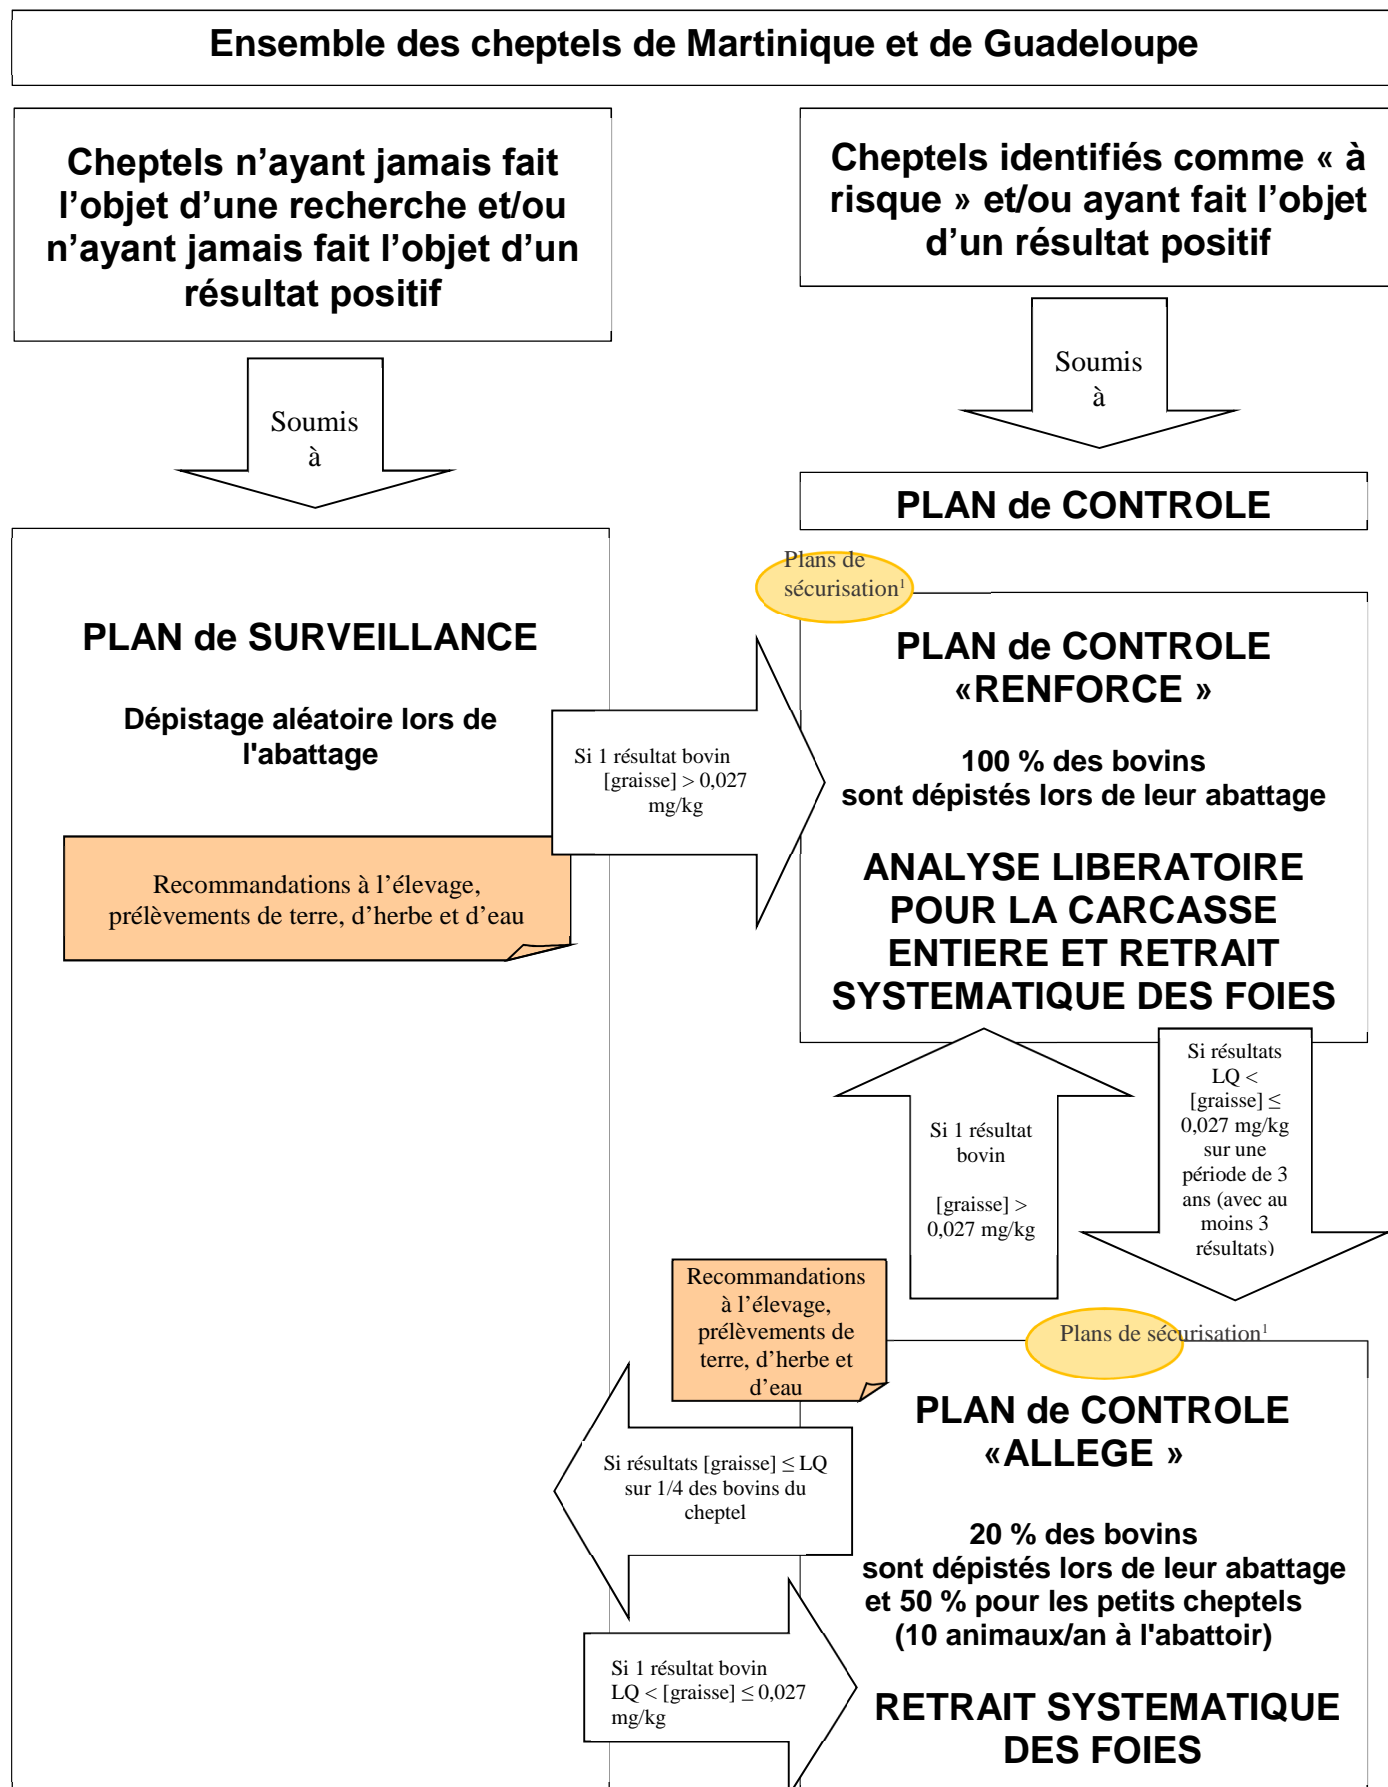 Ensemble des cheptels de Martinique et de Guadeloupe
Cheptels n’ayant jamais fait
l’objet d’une recherche et/ou
n’ayant jamais fait l’objet d’un
résultat positif
Cheptels identifiés comme « à
risque » et/ou ayant fait l’objet
d’un résultat positif
Soumis
à
Soumis
à
PLAN de CONTROLE
PLAN de SURVEILLANCE
Dépistage aléatoire lors de
l'abattage
Recommandations à l’élevage,
prélèvements de terre, d’herbe et d’eau
Si 1 résultat bovin
[graisse] > 0,027
mg/kg
Plans de
sécurisation¹
PLAN de CONTROLE
«RENFORCE »
100 % des bovins
sont dépistés lors de leur abattage
ANALYSE LIBERATOIRE
POUR LA CARCASSE
ENTIERE ET RETRAIT
SYSTEMATIQUE DES FOIES
Si 1 résultat
bovin
[graisse] >
0,027 mg/kg
Si résultats
LQ <
[graisse] ≤
0,027 mg/kg
sur une
période de 3
ans (avec au
moins 3
résultats)
Recommandations
à l’élevage,
prélèvements de
terre, d’herbe et
d’eau
Plans de sécurisation¹
PLAN de CONTROLE
«ALLEGE »
20 % des bovins
sont dépistés lors de leur abattage
et 50 % pour les petits cheptels
(10 animaux/an à l'abattoir)
RETRAIT SYSTEMATIQUE
DES FOIES
Si résultats [graisse] ≤ LQ
sur 1/4 des bovins du
cheptel
Si 1 résultat bovin
LQ < [graisse] ≤ 0,027
mg/kg